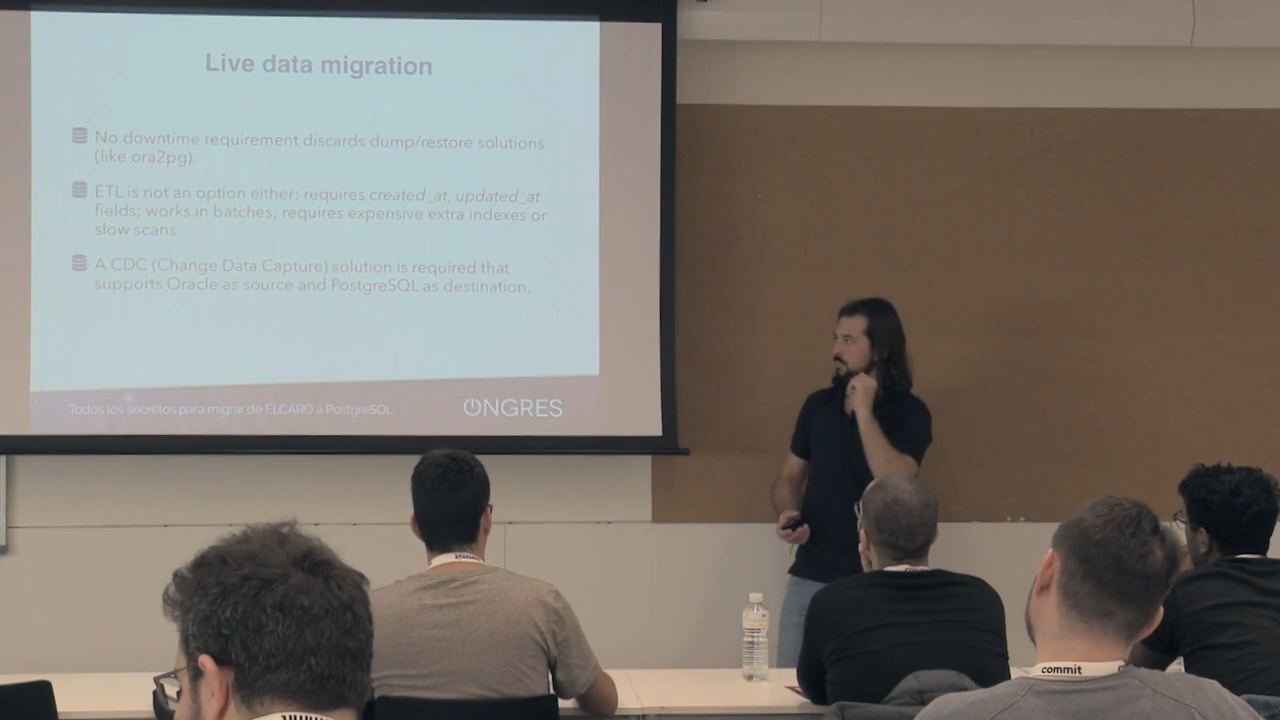 Live data migration
No downtime requirement discards dump/restore solutions
(like ora2pg).
ETL is not an option either: requires created_at, updated_at
fields; works in batches; requires expensive extra indexes or
slow scans.
A CDC (Change Data Capture) solution is required that
supports Oracle as source and PostgreSQL as destination.
Todos los secretos para migrar de ELCARO a PostgreSQL
ONGRES
commit